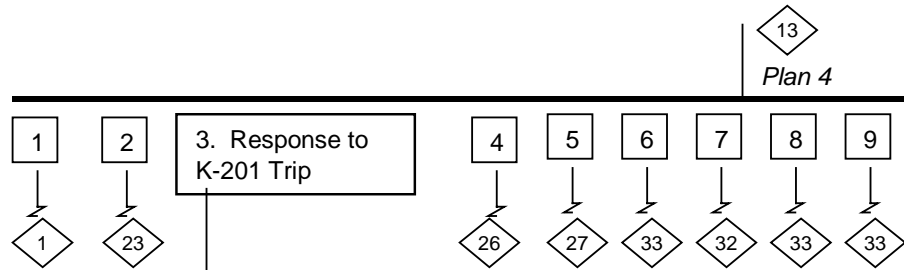 13
Plan 4
1 2 3. Response to K-201 Trip 4 5 6 7 8 9
1 23 26 27 33 32 33 33